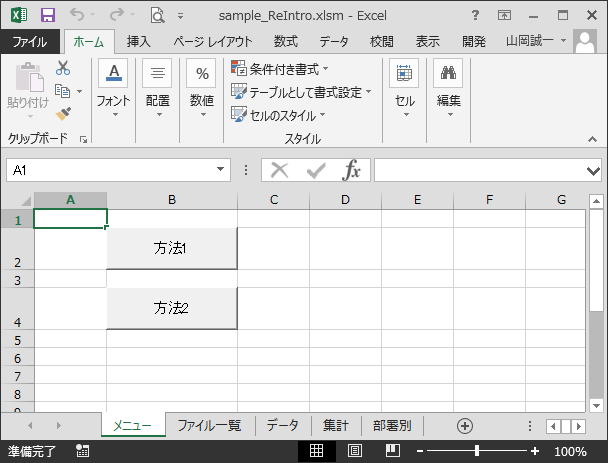 sample_ReIntro.xlsm - Excel
ファイル ホーム 挿入 ページ レイアウト 数式 データ 校閲 表示 開発 山岡誠一
貼り付け
フォント
配置
%
数値
条件付き書式
テーブルとして書式設定
セルのスタイル
セル
編集
クリップボード
スタイル
A1
fx
A B C D E F G
1
2 方法1
3
4 方法2
5
6
7
8
9
メニュー ファイル一覧 データ 集計 部署別
準備完了 100%